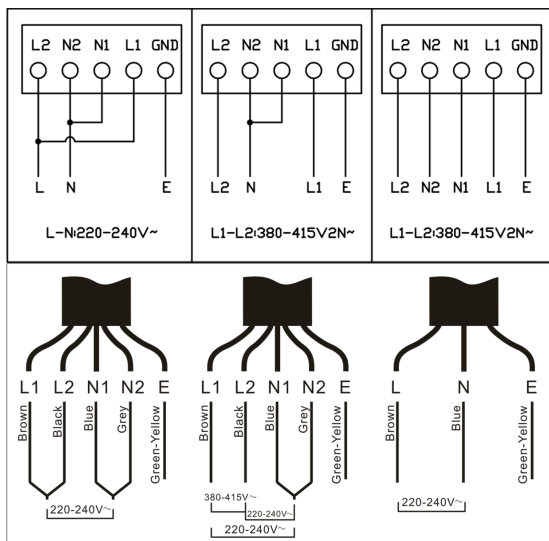 L2 N2 N1 L1 GND
L N E
L-N:220-240V~
L2 N2 N1 L1 GND
L2 N L1 E
L1-L2:380-415V2N~
L2 N2 N1 L1 GND
L2 N2 N1 L1 E
L1-L2:380-415V2N~
L1 L2 N1 N2 E
Brown
Black
Blue
Grey
Green-Yellow
220-240V~
L1 L2 N1 N2 E
Brown
Black
Blue
Grey
Green-Yellow
380-415V~
220-240V~
220-240V~
L N E
Brown
Blue
Green-Yellow
220-240V~